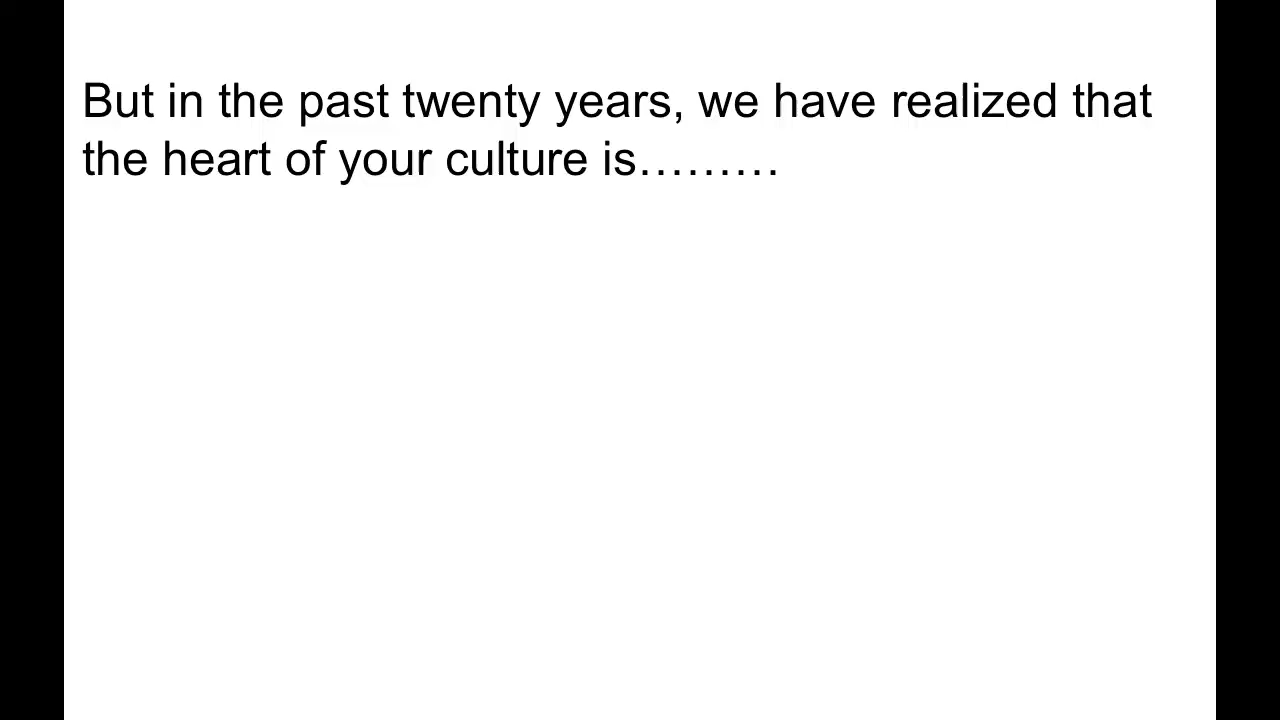 But in the past twenty years, we have realized that
the heart of your culture is………